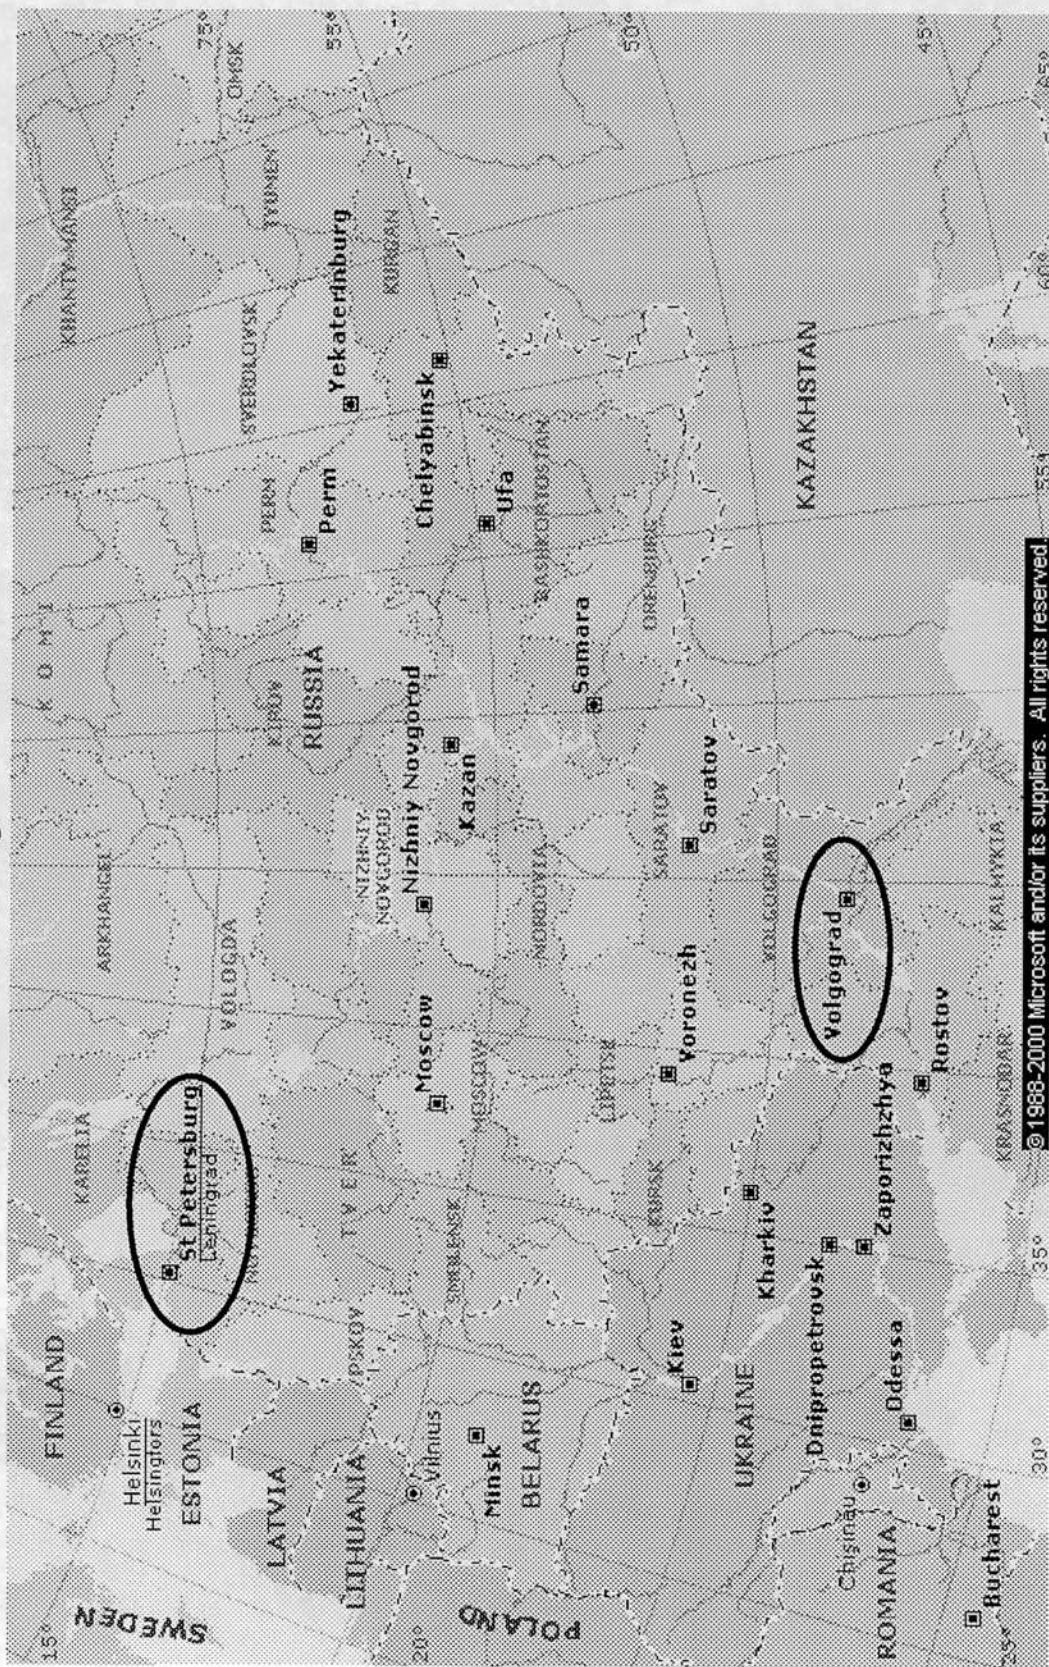 75°
55°
50°
45°
65°
OMSK
KHANTY-MANSI
TYUMEN
KURGAN
SVERDLOVSK
Yekaterinburg
60°
Chelyabinsk
KAZAKHSTAN
PERM
Perm
Ufa
BASHKORTOSTAN
ORENBURG
55°
K O M I
KIROV
RUSSIA
Samara
Nizhniy Novgorod
Kazan
NIZHNIY-
NOVGOROD
SARATOV
Saratov
ARKHANGEL'
VOLOGDA
MORDOVIA
VOLGOGRAD
Volgograd
KALMYKIA
Moscow
MOSCOW
LIPETSK
Voronezh
Rostov
KRASNODAR
KARELIA
St Petersburg
Leningrad
T V E R
SMOLENSK
KURSK
Kharkiv
Dnipropetrovsk
Zaporizhzhya
35°
FINLAND
Helsinki
Helsingfors
ESTONIA
PSKOV
LATVIA
LITHUANIA
Vilnius
Minsk
BELARUS
Kiev
UKRAINE
Odessa
30°
Chişinău
ROMANIA
Bucharest
25°
15°
SWEDEN
20°
POLAND
©1988-2000 Microsoft and/or its suppliers. All rights reserved.